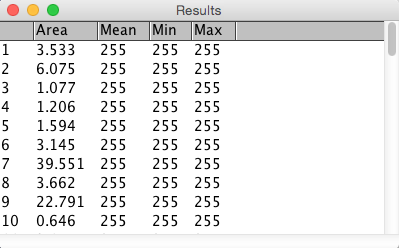 Results
Area Mean Min Max
1 3.533 255 255 255
2 6.075 255 255 255
3 1.077 255 255 255
4 1.206 255 255 255
5 1.594 255 255 255
6 3.145 255 255 255
7 39.551 255 255 255
8 3.662 255 255 255
9 22.791 255 255 255
10 0.646 255 255 255